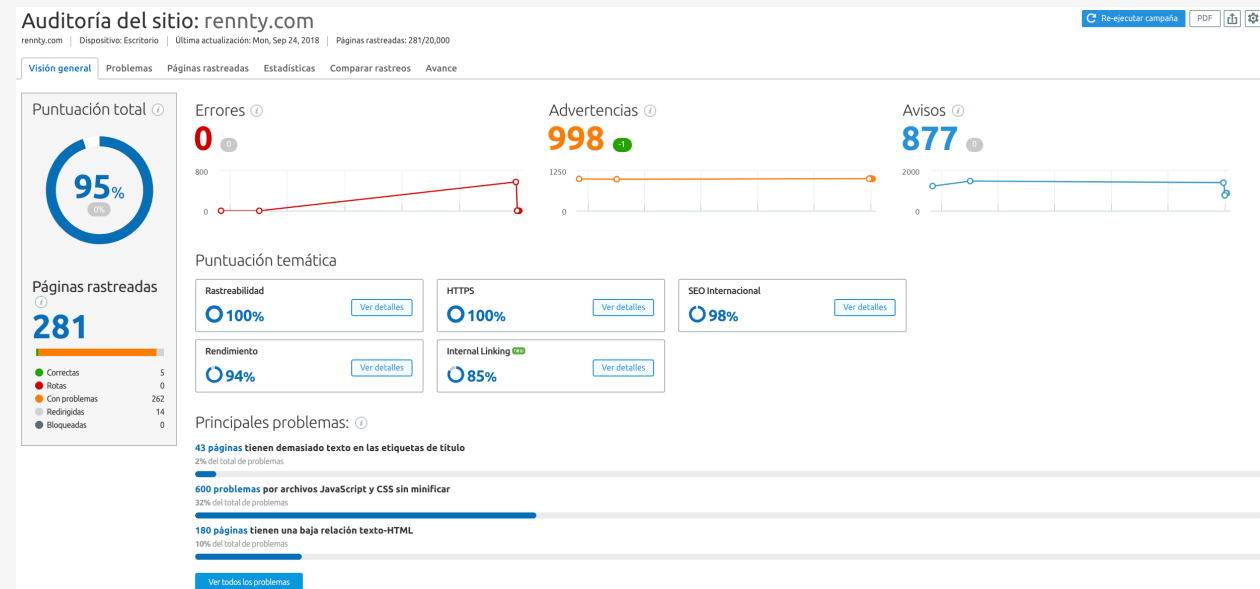 Auditoría del sitio: rennty.com
Re-ejecutar campaña PDF
rennty.com Dispositivo: Escritorio Última actualización: Mon, Sep 24, 2018 Páginas rastreadas: 281/20,000
Visión general Problemas Páginas rastreadas Estadísticas Comparar rastreos Avance
Puntuación total
95%
0%
Páginas rastreadas
281
Correctas 5
Rotas 0
Con problemas 262
Redirigidas 14
Bloqueadas 0
Errores
0 0
800
0
Advertencias
998 -1
1250
0
Avisos
877 0
2000
0
Puntuación temática
Rastreabilidad
100% Ver detalles
HTTPS
100% Ver detalles
SEO Internacional
98% Ver detalles
Rendimiento
94% Ver detalles
Internal Linking
85% Ver detalles
Principales problemas:
43 páginas tienen demasiado texto en las etiquetas de título
2% del total de problemas
600 problemas por archivos JavaScript y CSS sin minificar
32% del total de problemas
180 páginas tienen una baja relación texto-HTML
10% del total de problemas
Ver todos los problemas